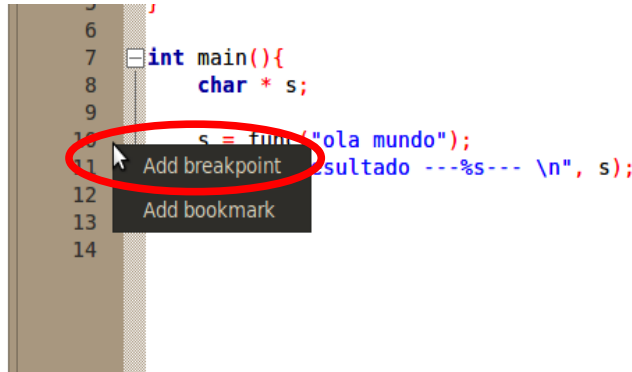 5 }
6
7 int main(){
8 char * s;
9
10 s = func("ola mundo");
11 esultado ---%s--- \n", s);
12
13
14
Add breakpoint
Add bookmark